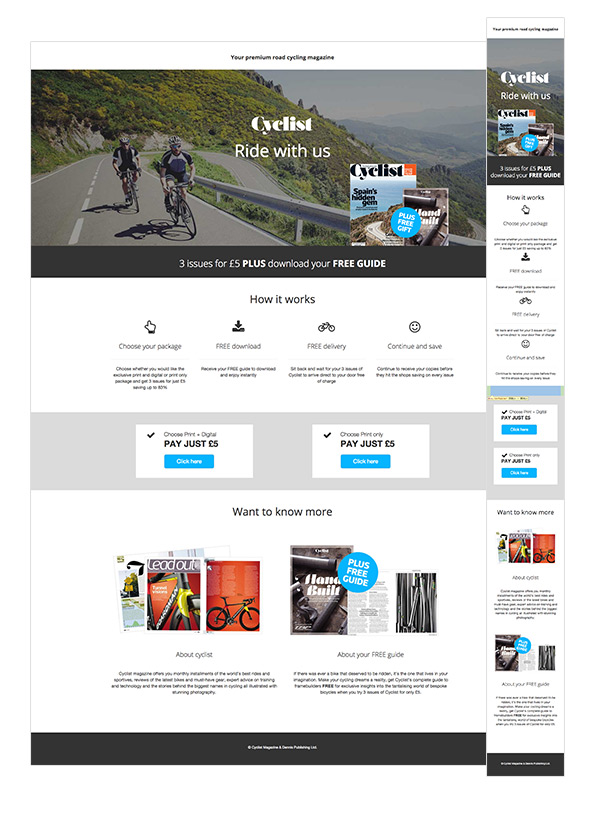 Your premium road cycling magazine
Cyclist
Ride with us
Cyclist
£3
Spain's
hidden
gem
PLUS
FREE
GIFT
Hand
Built
3 issues for £5 PLUS download your FREE GUIDE
How it works
Choose your package
FREE download
FREE delivery
Continue and save
Choose whether you would like the
exclusive print and digital or print only
package and get 3 issues for just £5
saving up to 83%
Receive your FREE guide to download
and enjoy instantly
Sit back and wait for your 3 issues of
Cyclist to arrive direct to your door free
of charge
Continue to receive your copies before
they hit the shops saving on every issue
Choose Print + Digital
PAY JUST £5
Click here
Choose Print only
PAY JUST £5
Click here
Want to know more
lead out
Cyclist
Hand
Built
PLUS
FREE
GUIDE
About cyclist
Cyclist magazine offers you monthly instalments of the world's best rides and
sportives, reviews of the latest bikes and must-have gear, expert advice on training
and technology and the stories behind the biggest names in cycling all illustrated with
stunning photography.
About your FREE guide
If there was ever a bike that deserved to be ridden, it's the one that lives in your
imagination. Make your cycling dreams a reality, get Cyclist's complete guide to
framebuilders FREE for exclusive insights into the tantalising world of bespoke
bicycles when you try 3 issues of Cyclist for only £5.
© Cyclist Magazine & Dennis Publishing Ltd.
Your premium road cycling magazine
Cyclist
Ride with us
Cyclist
Spain's
hidden
gem
PLUS
FREE
GIFT
Hand
Built
3 issues for £5 PLUS
download your FREE GUIDE
How it works
Choose your package
Choose whether you would like the exclusive
print and digital or print only package and get
3 issues for just £5 saving up to 83%
FREE download
Receive your FREE guide to download and
enjoy instantly
FREE delivery
Sit back and wait for your 3 issues of Cyclist
to arrive direct to your door free of charge
Continue and save
Continue to receive your copies before they
hit the shops saving on every issue
Choose Print + Digital
PAY JUST £5
Click here
Choose Print only
PAY JUST £5
Click here
Want to know more
About cyclist
Cyclist magazine offers you monthly
instalments of the world's best rides and
sportives, reviews of the latest bikes and
must-have gear, expert advice on training and
technology and the stories behind the biggest
names in cycling all illustrated with stunning
photography.
Hand
Built
PLUS
FREE
GUIDE
About your FREE guide
If there was ever a bike that deserved to be
ridden, it's the one that lives in your
imagination. Make your cycling dreams a
reality, get Cyclist's complete guide to
framebuilders FREE for exclusive insights into
the tantalising world of bespoke bicycles
when you try 3 issues of Cyclist for only £5.
© Cyclist Magazine & Dennis Publishing Ltd.